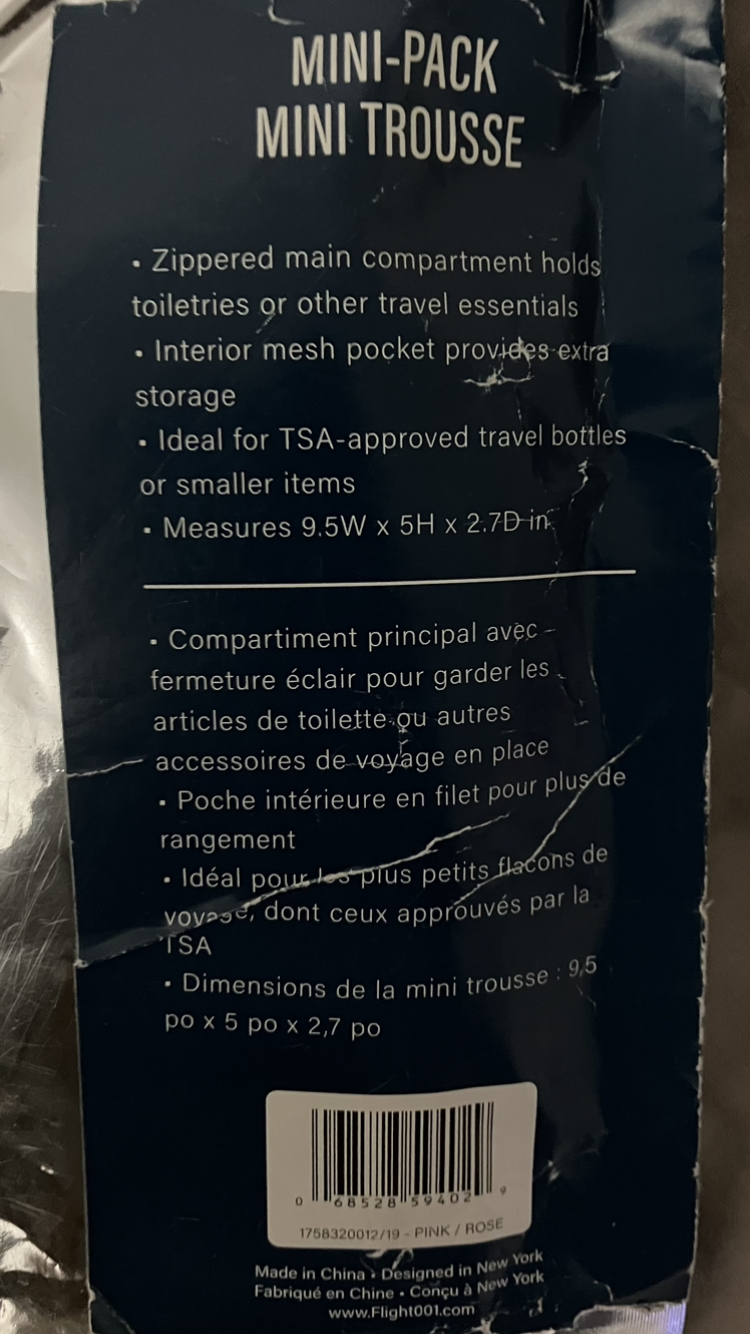 MINI-PACK
MINI TROUSSE
• Zippered main compartment holds
toiletries or other travel essentials
• Interior mesh pocket provides extra
storage
• Ideal for TSA-approved travel bottles
or smaller items
• Measures 9.5W x 5H x 2.7D in
• Compartiment principal avec
fermeture éclair pour garder les
articles de toilette ou autres
accessoires de voyage en place
• Poche intérieure en filet pour plus de
rangement
• Idéal pour les plus petits flacons de
voyage, dont ceux approuvés par la
TSA
• Dimensions de la mini trousse : 9,5
po x 5 po x 2,7 po
0 68528 59402 9
1758320012/19 - PINK / ROSE
Made in China • Designed in New York
Fabriqué en Chine • Conçu à New York
www.Flight001.com